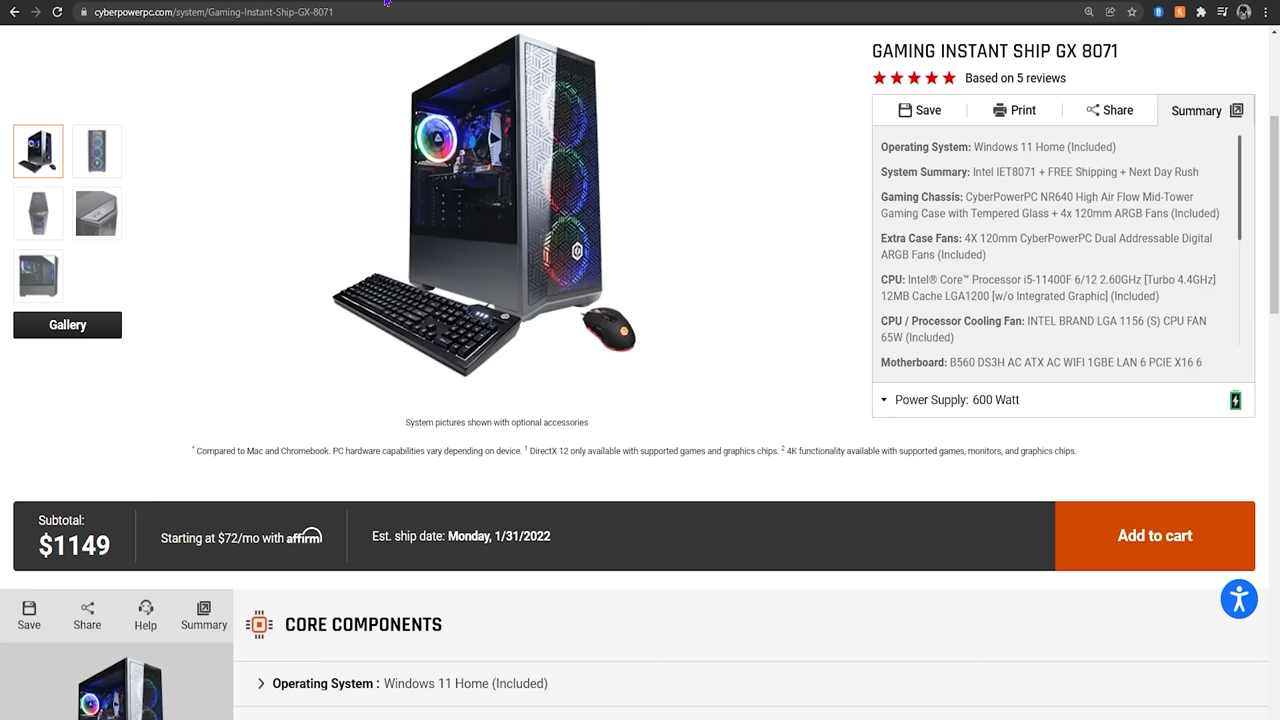 cyberpowerpc.com/system/Gaming-Instant-Ship-GX-8071
GAMING INSTANT SHIP GX 8071
Based on 5 reviews
Save
Print
Share
Summary
Operating System: Windows 11 Home (Included)
System Summary: Intel IET8071 + FREE Shipping + Next Day Rush
Gaming Chassis: CyberPowerPC NR640 High Air Flow Mid-Tower
Gaming Case with Tempered Glass + 4x 120mm ARGB Fans (Included)
Extra Case Fans: 4X 120mm CyberPowerPC Dual Addressable Digital
ARGB Fans (Included)
CPU: Intel® Core™ Processor i5-11400F 6/12 2.60GHz [Turbo 4.4GHz]
12MB Cache LGA1200 [w/o Integrated Graphic] (Included)
CPU / Processor Cooling Fan: INTEL BRAND LGA 1156 (S) CPU FAN
65W (Included)
Motherboard: B560 DS3H AC ATX AC WIFI 1GBE LAN 6 PCIE X16 6
Power Supply: 600 Watt
Gallery
System pictures shown with optional accessories
* Compared to Mac and Chromebook. PC hardware capabilities vary depending on device. 1 DirectX 12 only available with supported games and graphics chips. 2 4K functionality available with supported games, monitors, and graphics chips.
Subtotal:
$1149
Starting at $72/mo with affirm
Est. ship date: Monday, 1/31/2022
Add to cart
Save
Share
Help
Summary
CORE COMPONENTS
Operating System : Windows 11 Home (Included)